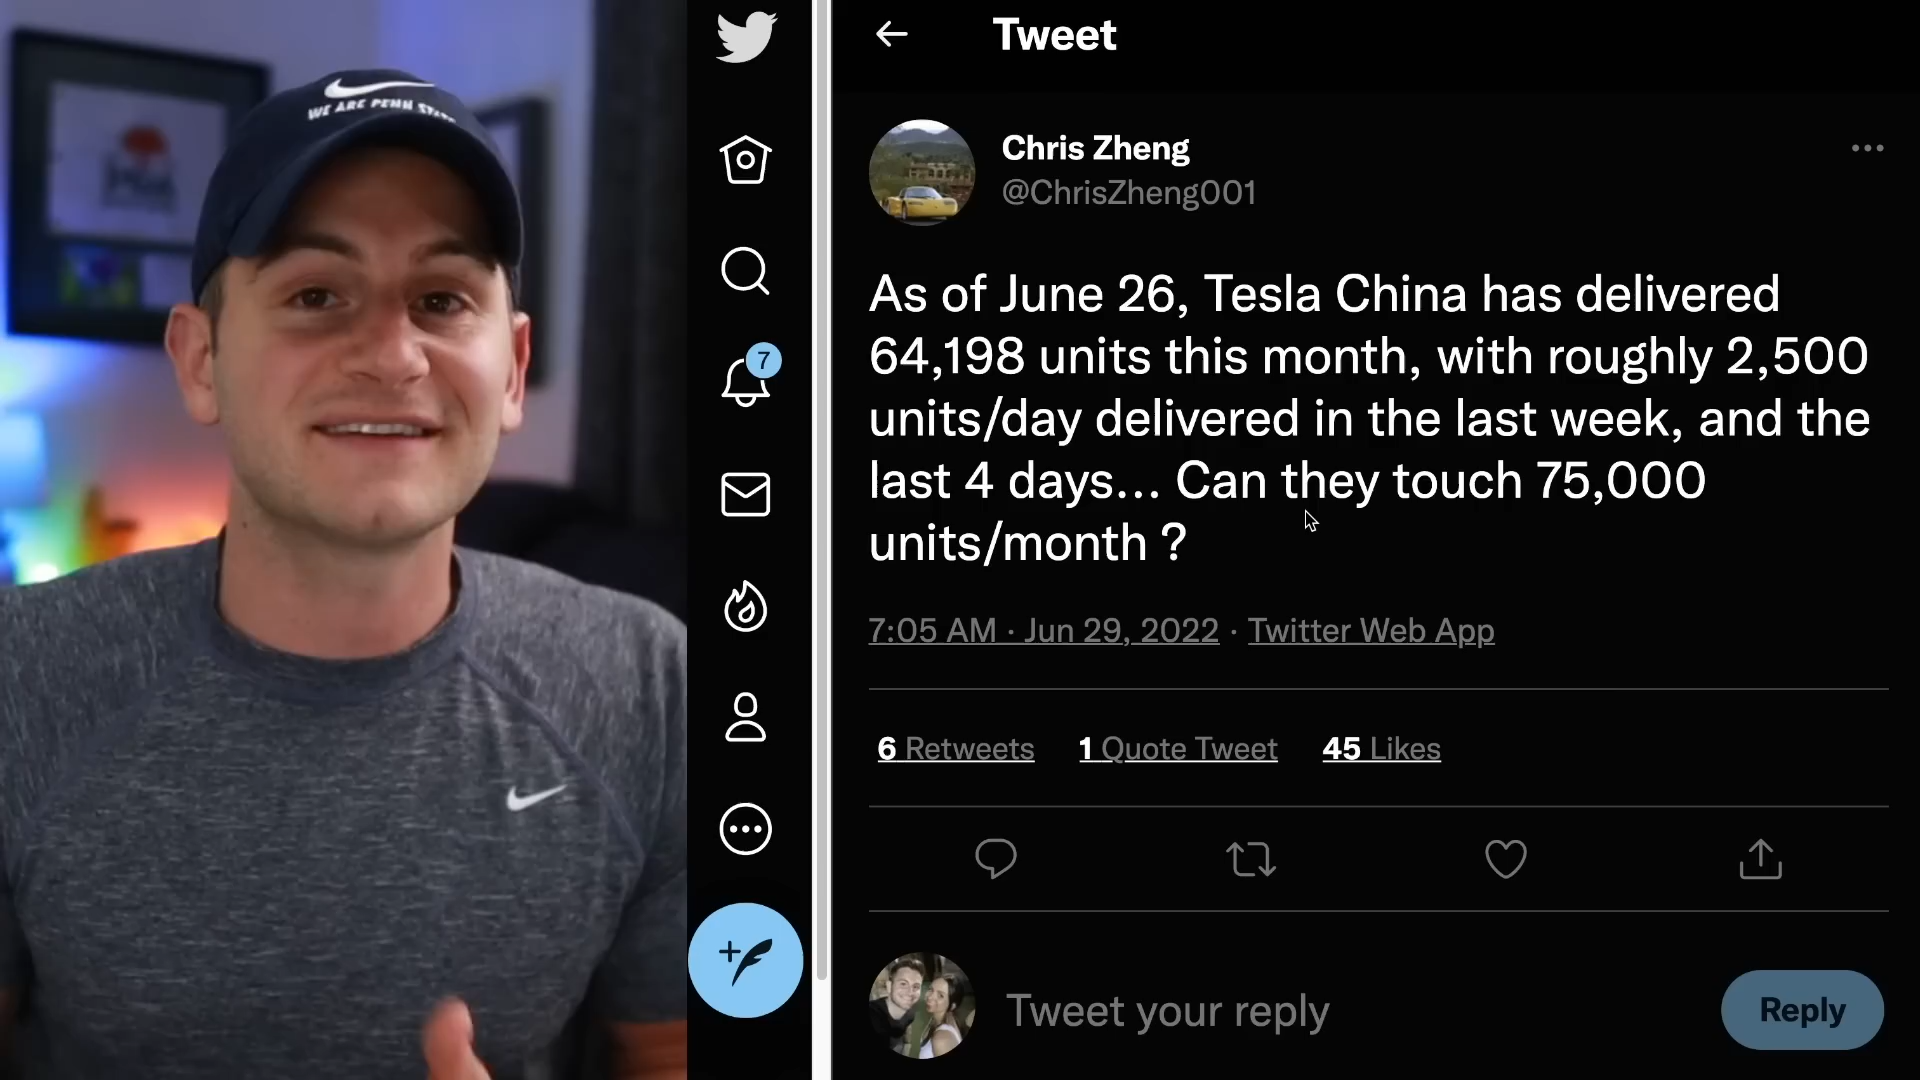 WE ARE PENN STATE
7
Tweet
Chris Zheng
@ChrisZheng001
As of June 26, Tesla China has delivered
64,198 units this month, with roughly 2,500
units/day delivered in the last week, and the
last 4 days... Can they touch 75,000
units/month ?
7:05 AM · Jun 29, 2022 · Twitter Web App
6 Retweets 1 Quote Tweet 45 Likes
Tweet your reply
Reply